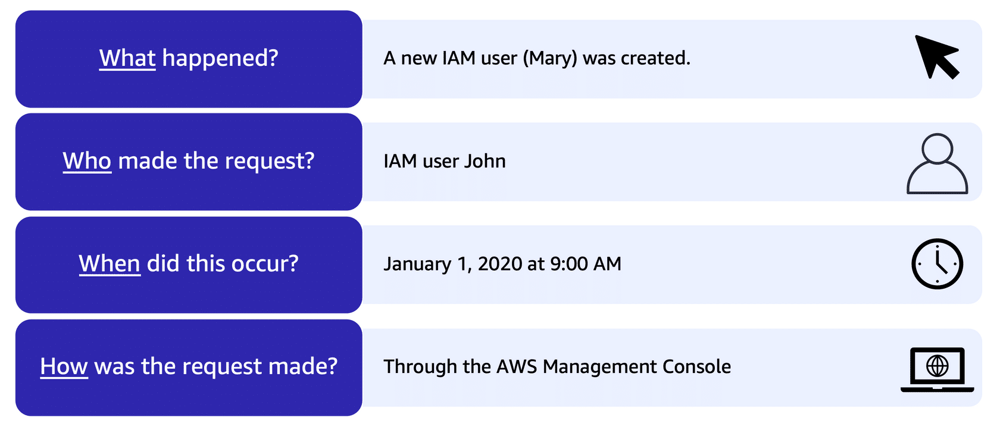 What happened?
A new IAM user (Mary) was created.
Who made the request?
IAM user John
When did this occur?
January 1, 2020 at 9:00 AM
How was the request made?
Through the AWS Management Console